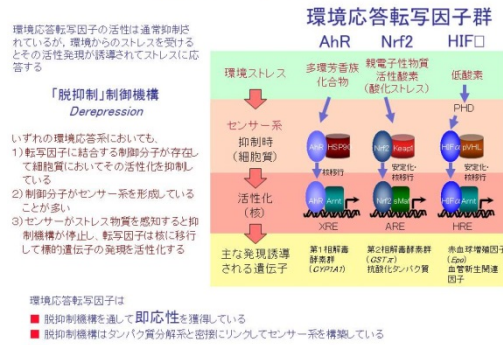 環境応答転写因子群
環境応答転写因子の活性は通常抑制さ
れているが、環境からのストレスを受ける
とその活性発現が誘導されてストレスに応
答する
「脱抑制」制御機構
Derepression
いずれの環境応答系においても、
1)転写因子に結合する制御分子が存在し
て細胞質においてその活性化を抑制し
ている
2)制御分子がセンサー系を形成している
ことが多い
3)センサーがストレス物質を感知すると抑
制機構が停止し、転写因子は核に移行
して標的遺伝子の発現を活性化する
AhR Nrf2 HIF□
環境ストレス
多環芳香族
化合物
親電子性物質
活性酸素
(酸化ストレス)
低酸素
PHD
センサー系
抑制時
(細胞質)
AhR HSP90
Nrf2 Keap1
HIFα pVHL
核移行
安定化・
核移行
安定化・
核移行
活性化
(核)
AhR Arnt
Nrf2 sMaf
HIFα Arnt
XRE ARE HRE
主な発現誘導
される遺伝子
第1相解毒
酵素群
(CYP1A1)
第2相解毒酵素群
(GST,π)
抗酸化タンパク質
赤血球増殖因子
(Epo)
血管新生関連
因子
環境応答転写因子は
■ 脱抑制機構を通して即応性を獲得している
■ 脱抑制機構はタンパク質分解系と密接にリンクしてセンサー系を構築している